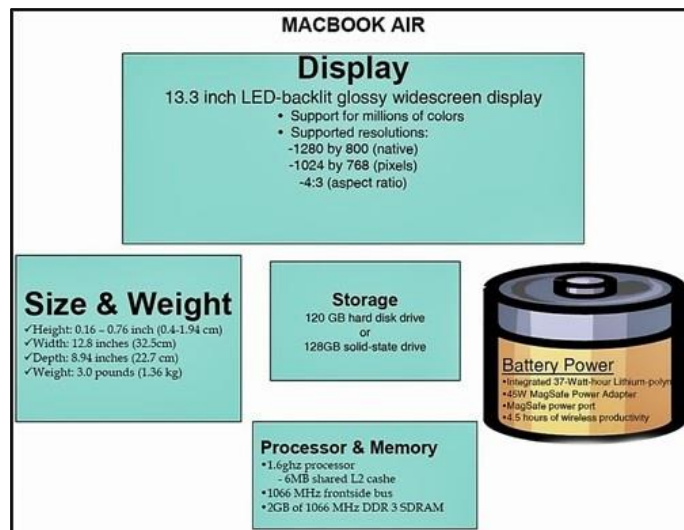 MACBOOK AIR
Display
13.3 inch LED-backlit glossy widescreen display
• Support for millions of colors
• Supported resolutions:
-1280 by 800 (native)
-1024 by 768 (pixels)
-4:3 (aspect ratio)
Size & Weight
✓Height: 0.16 – 0.76 inch (0.4-1.94 cm)
✓Width: 12.8 inches (32.5cm)
✓Depth: 8.94 inches (22.7 cm)
✓Weight: 3.0 pounds (1.36 kg)
Storage
120 GB hard disk drive
or
128GB solid-state drive
Battery Power
•Integrated 37-Watt-hour Lithium-polyn
•45W MagSafe Power Adapter
•MagSafe power port
•4.5 hours of wireless productivity
Processor & Memory
•1.6ghz processor
- 6MB shared L2 cashe
•1066 MHz frontside bus
•2GB of 1066 MHz DDR 3 SDRAM